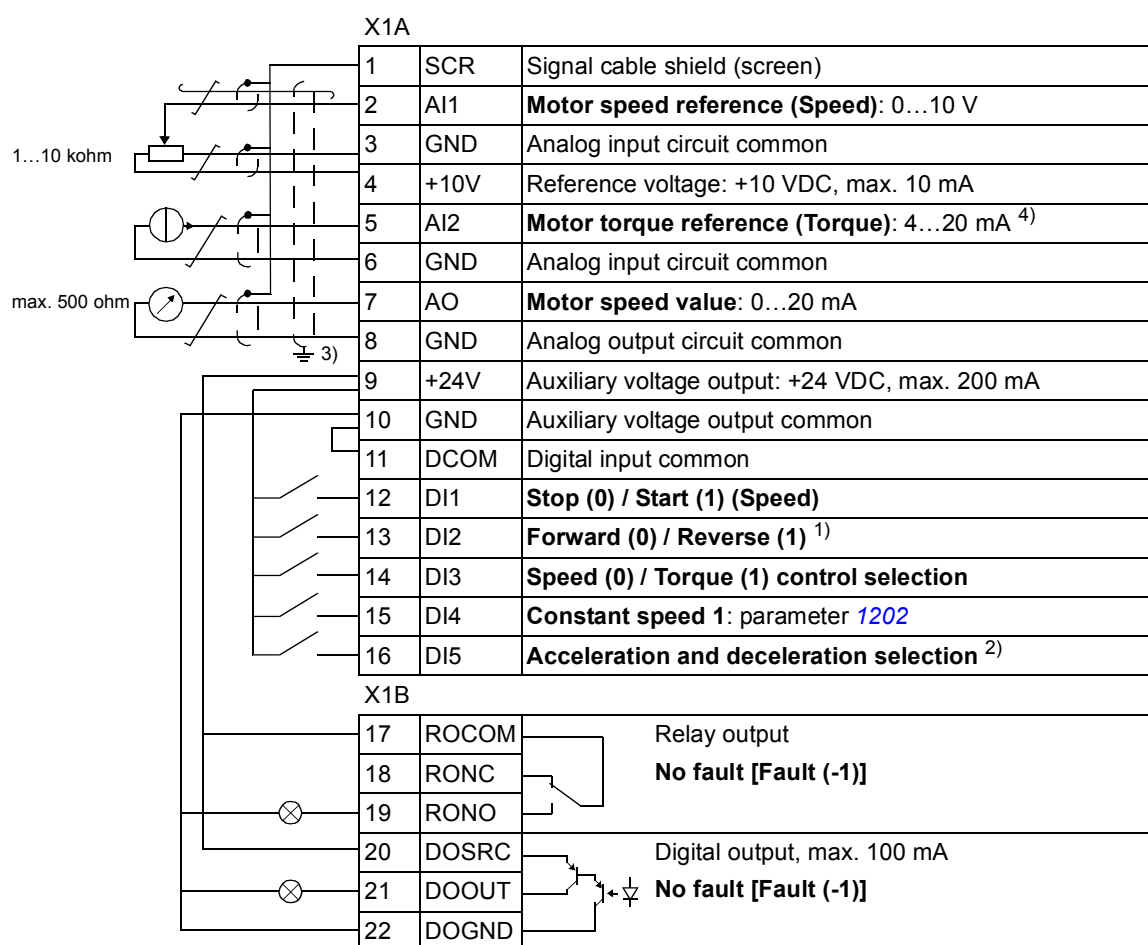 X1A
1 SCR Signal cable shield (screen)
2 AI1 Motor speed reference (Speed): 0…10 V
1…10 kohm
3 GND Analog input circuit common
4 +10V Reference voltage: +10 VDC, max. 10 mA
5 AI2 Motor torque reference (Torque): 4…20 mA 4)
6 GND Analog input circuit common
max. 500 ohm
7 AO Motor speed value: 0…20 mA
8 GND Analog output circuit common
3)
9 +24V Auxiliary voltage output: +24 VDC, max. 200 mA
10 GND Auxiliary voltage output common
11 DCOM Digital input common
12 DI1 Stop (0) / Start (1) (Speed)
13 DI2 Forward (0) / Reverse (1) 1)
14 DI3 Speed (0) / Torque (1) control selection
15 DI4 Constant speed 1: parameter 1202
16 DI5 Acceleration and deceleration selection 2)
X1B
17 ROCOM Relay output
18 RONC No fault [Fault (-1)]
19 RONO
20 DOSRC Digital output, max. 100 mA
21 DOOUT No fault [Fault (-1)]
22 DOGND